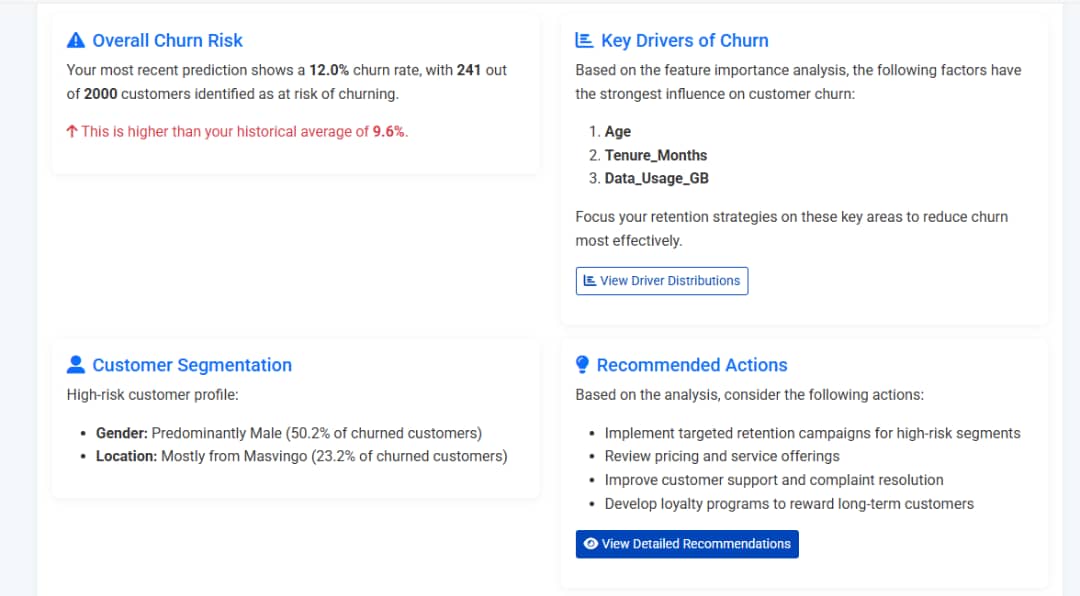 Overall Churn Risk
Your most recent prediction shows a 12.0% churn rate, with 241 out
of 2000 customers identified as at risk of churning.
This is higher than your historical average of 9.6%.
Key Drivers of Churn
Based on the feature importance analysis, the following factors have
the strongest influence on customer churn:
1. Age
2. Tenure_Months
3. Data_Usage_GB
Focus your retention strategies on these key areas to reduce churn
most effectively.
View Driver Distributions
Customer Segmentation
High-risk customer profile:
• Gender: Predominantly Male (50.2% of churned customers)
• Location: Mostly from Masvingo (23.2% of churned customers)
Recommended Actions
Based on the analysis, consider the following actions:
• Implement targeted retention campaigns for high-risk segments
• Review pricing and service offerings
• Improve customer support and complaint resolution
• Develop loyalty programs to reward long-term customers
View Detailed Recommendations